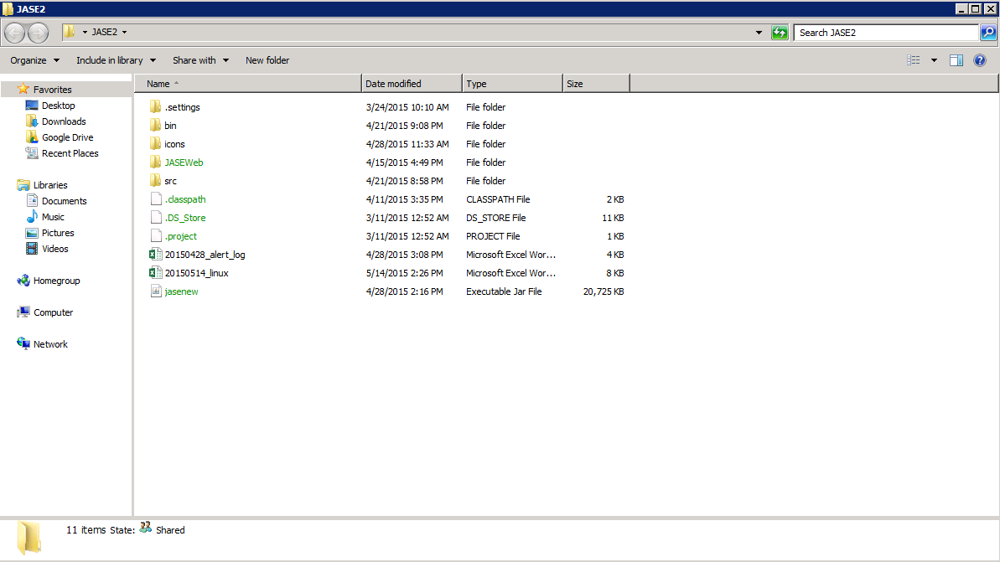 JASE2
JASE2
Search JASE2
Organize Include in library Share with New folder
Name Date modified Type Size
Favorites
Desktop
Downloads
Google Drive
Recent Places
Libraries
Documents
Music
Pictures
Videos
Homegroup
Computer
Network
.settings 3/24/2015 10:10 AM File folder
bin 4/21/2015 9:08 PM File folder
icons 4/28/2015 11:33 AM File folder
JASEWeb 4/15/2015 4:49 PM File folder
src 4/21/2015 8:58 PM File folder
.classpath 4/11/2015 3:35 PM CLASSPATH File 2 KB
.DS_Store 3/11/2015 12:52 AM DS_STORE File 11 KB
.project 3/11/2015 12:52 AM PROJECT File 1 KB
20150428_alert_log 4/28/2015 3:08 PM Microsoft Excel Wor... 4 KB
20150514_linux 5/14/2015 2:26 PM Microsoft Excel Wor... 8 KB
jasenew 4/28/2015 2:16 PM Executable Jar File 20,725 KB
11 items State: Shared